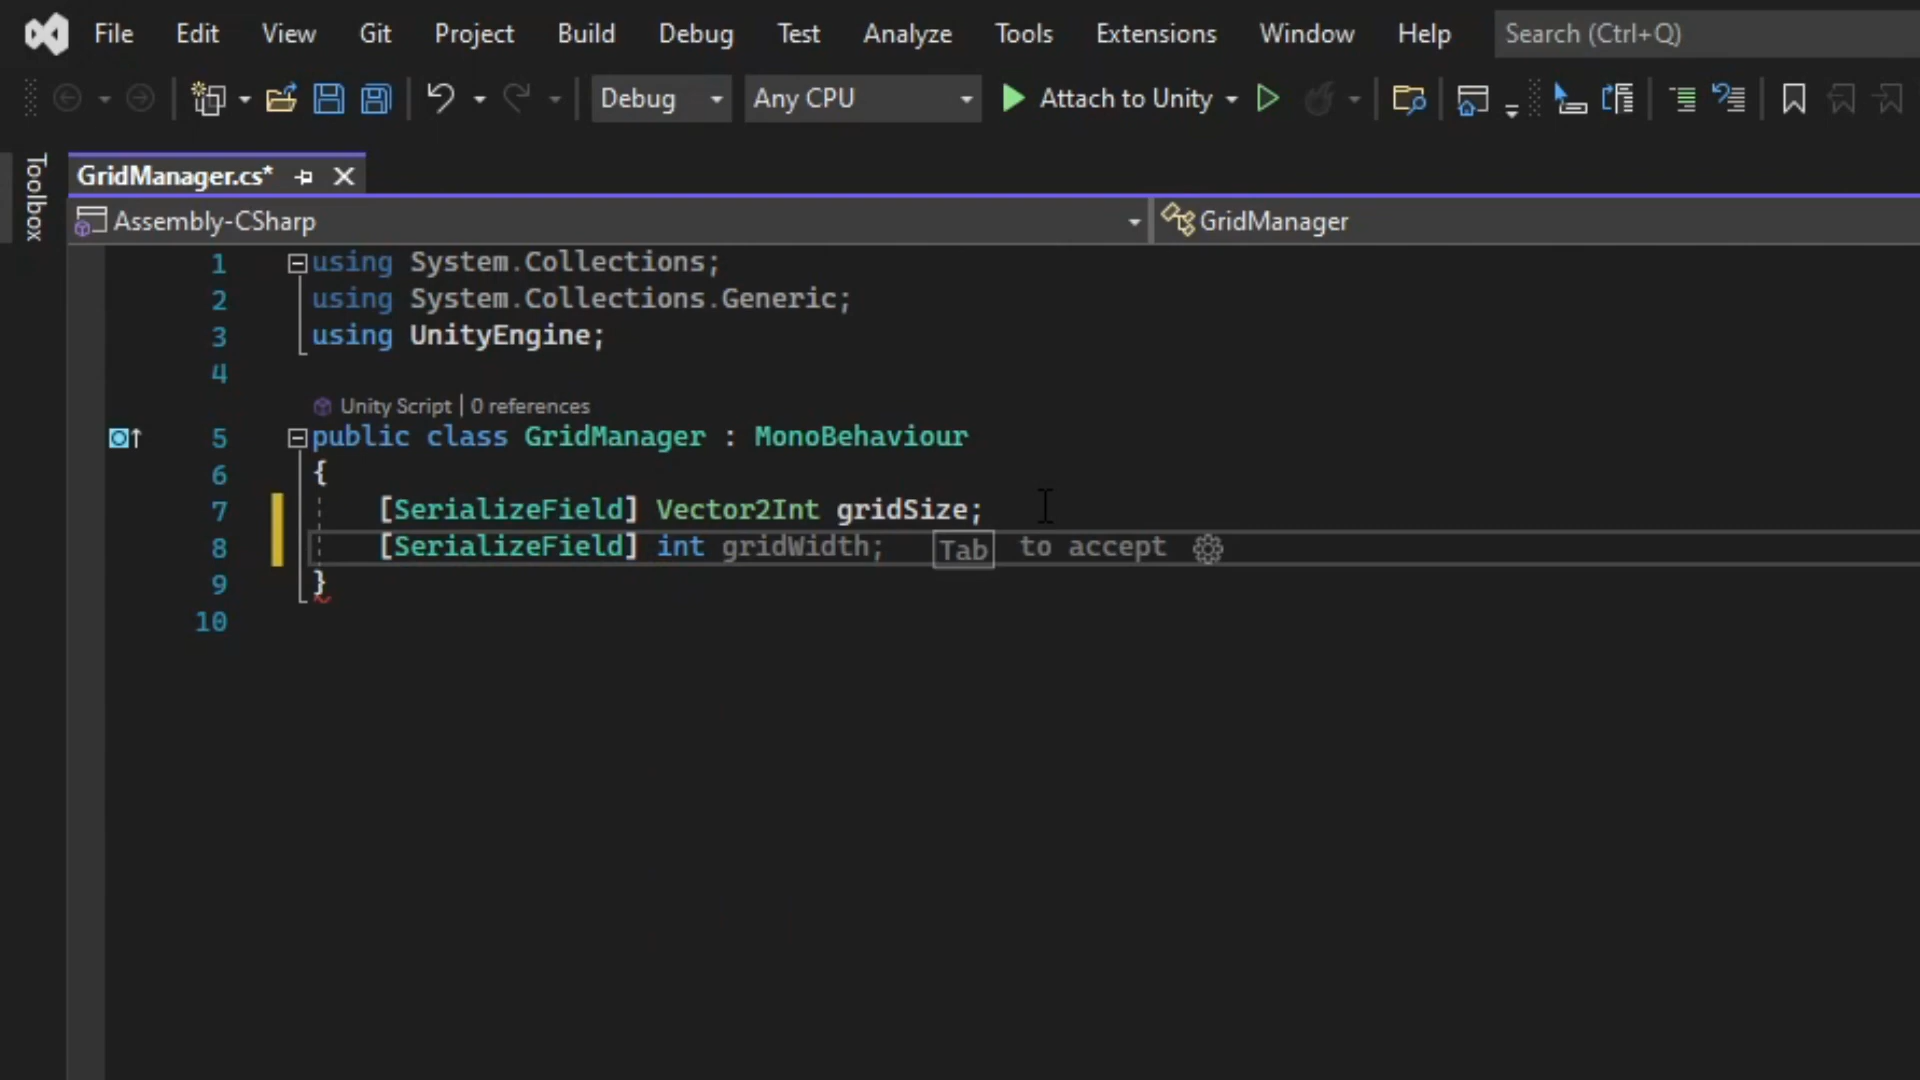 File Edit View Git Project Build Debug Test Analyze Tools Extensions Window Help Search (Ctrl+Q)
Debug Any CPU Attach to Unity
Toolbox
GridManager.cs*
Assembly-CSharp GridManager
1 using System.Collections;
2 using System.Collections.Generic;
3 using UnityEngine;
4
Unity Script | 0 references
5 public class GridManager : MonoBehaviour
6 {
7 [SerializeField] Vector2Int gridSize;
8 [SerializeField] int gridWidth; Tab to accept
9 }
10